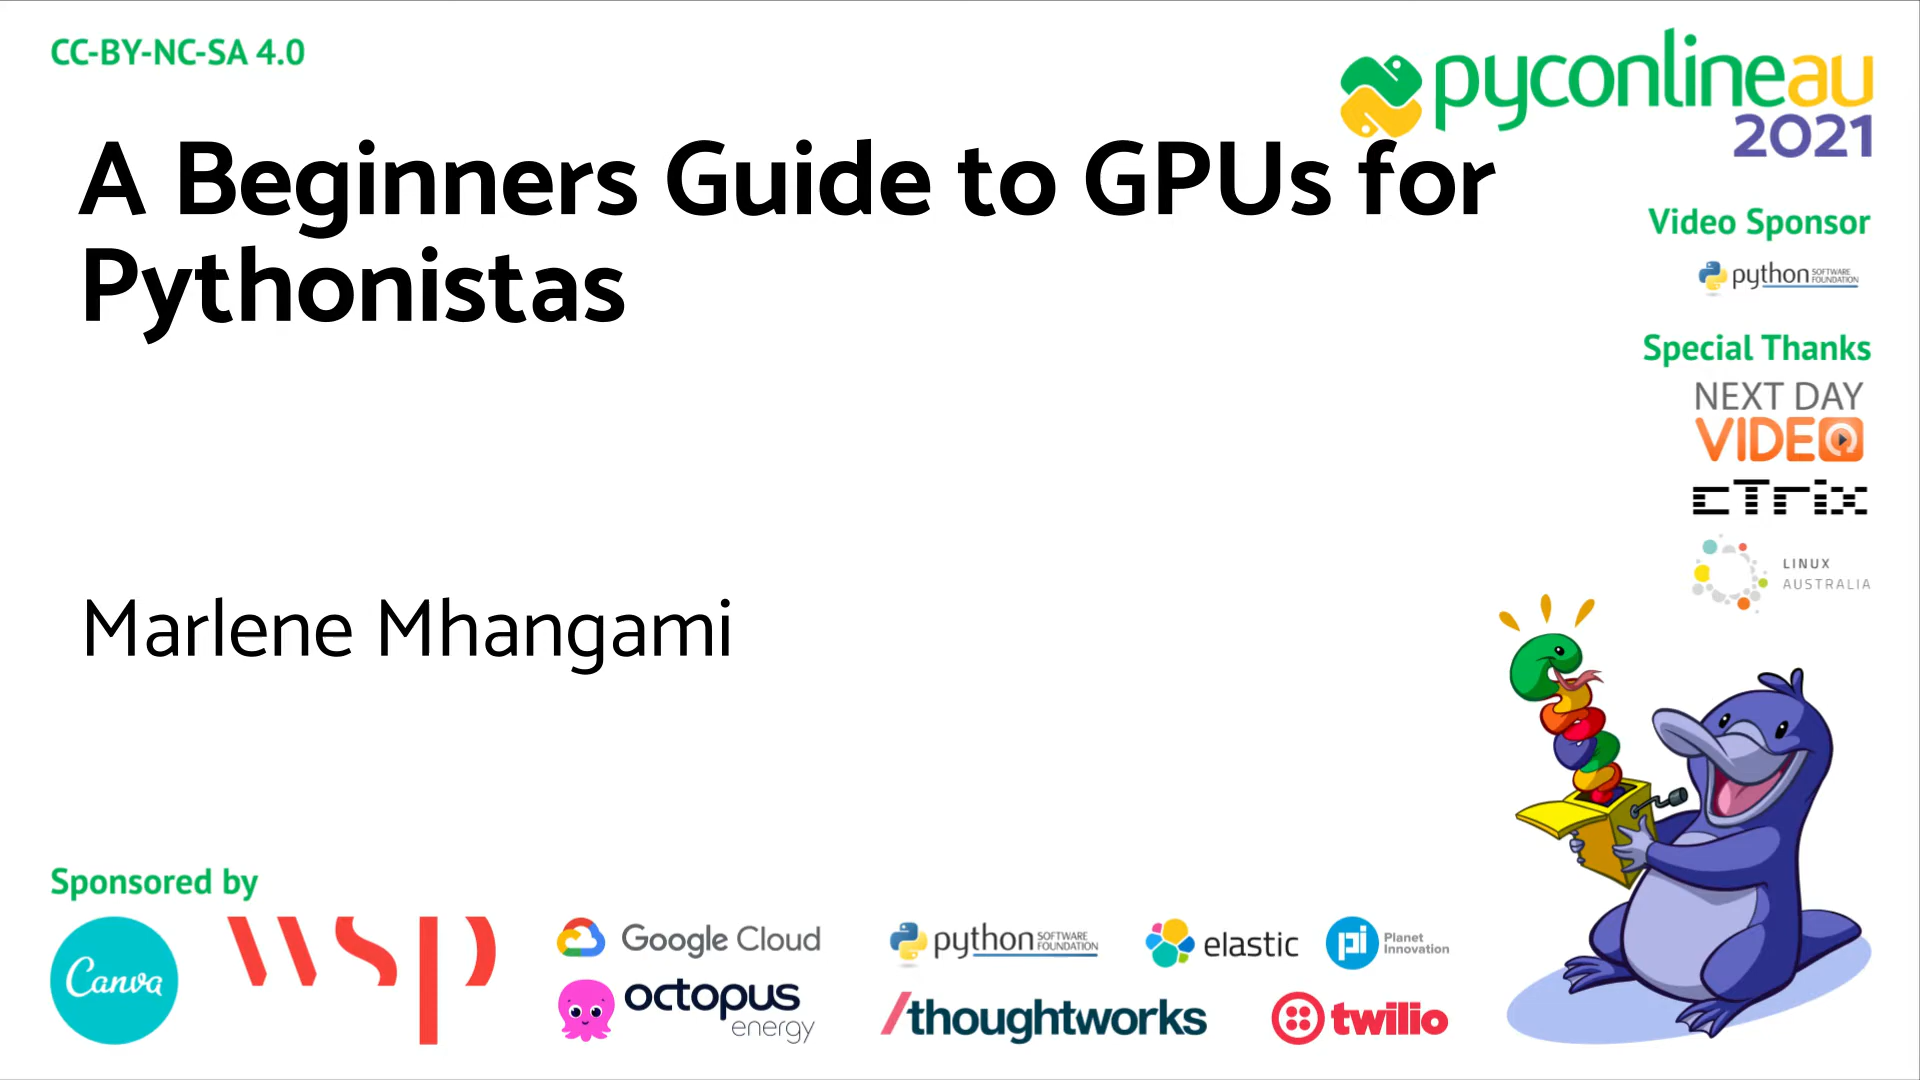 CC-BY-NC-SA 4.0
pyconlineau
2021
A Beginners Guide to GPUs for
Pythonistas
Video Sponsor
python SOFTWARE
FOUNDATION
Special Thanks
NEXT DAY
VIDEO
cTrix
LINUX
AUSTRALIA
Marlene Mhangami
Sponsored by
Canva
wsp
Google Cloud
python SOFTWARE
FOUNDATION
elastic
pi Planet
Innovation
octopus
energy
/thoughtworks
twilio